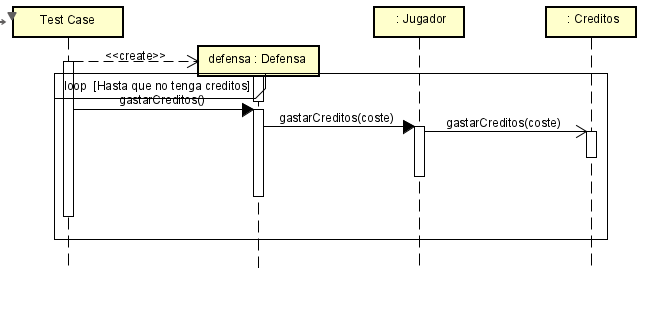 Test Case
: Jugador
: Creditos
<<create>>
defensa : Defensa
loop [Hasta que no tenga creditos]
gastarCreditos()
gastarCreditos(coste)
gastarCreditos(coste)